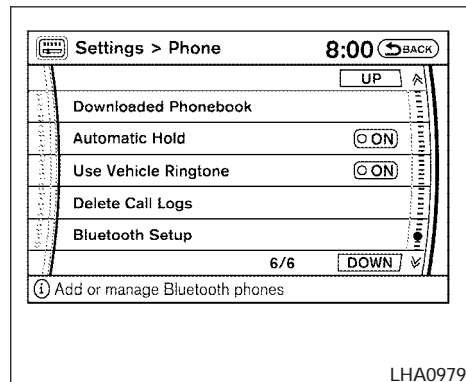 Settings > Phone 8:00 BACK
UP
Downloaded Phonebook
Automatic Hold ON
Use Vehicle Ringtone ON
Delete Call Logs
Bluetooth Setup
6/6 DOWN
i Add or manage Bluetooth phones
LHA0979